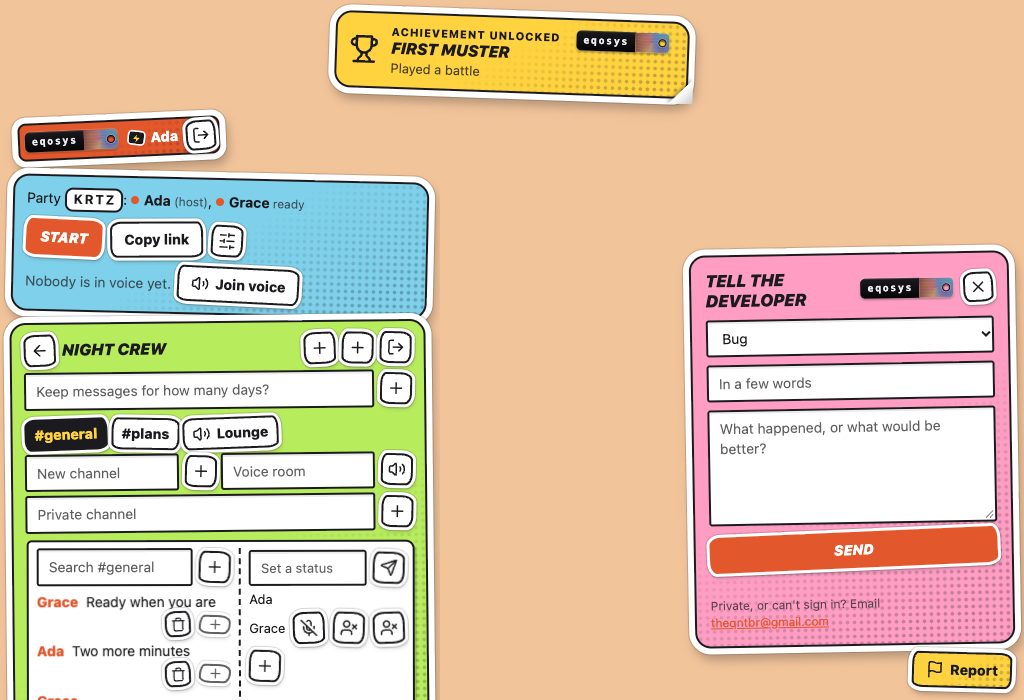 ACHIEVEMENT UNLOCKED
eqosys
FIRST MUSTER
Played a battle
eqosys
Ada
Party KRTZ: Ada (host), Grace ready
START
Copy link
Nobody is in voice yet.
Join voice
NIGHT CREW
Keep messages for how many days?
#general
#plans
Lounge
New channel
Voice room
Private channel
Search #general
Set a status
Grace Ready when you are
Ada
Grace
Ada Two more minutes
TELL THE
DEVELOPER
eqosys
Bug
In a few words
What happened, or what would be
better?
SEND
Private, or can't sign in? Email
theqntbr@gmail.com
Report